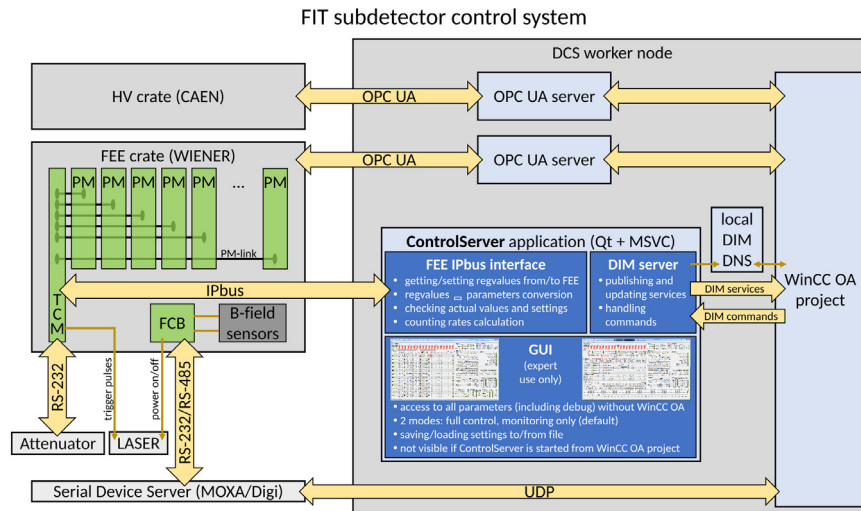 FIT subdetector control system
DCS worker node
HV crate (CAEN)
OPC UA
OPC UA server
FEE crate (WIENER)
OPC UA
OPC UA server
PM PM PM PM PM ... PM
PM-link
TCM
IPbus
FCB
B-field
sensors
trigger pulses
power on/off
RS-232
RS-232/RS-485
Attenuator
LASER
Serial Device Server (MOXA/Digi)
UDP
ControlServer application (Qt + MSVC)
FEE IPbus interface
• getting/setting regvalues from/to FEE
• regvalues ▭ parameters conversion
• checking actual values and settings
• counting rates calculation
DIM server
• publishing and
updating services
• handling
commands
GUI
(expert
use only)
• access to all parameters (including debug) without WinCC OA
• 2 modes: full control, monitoring only (default)
• saving/loading settings to/from file
• not visible if ControlServer is started from WinCC OA project
local
DIM
DNS
DIM services
DIM commands
WinCC OA
project